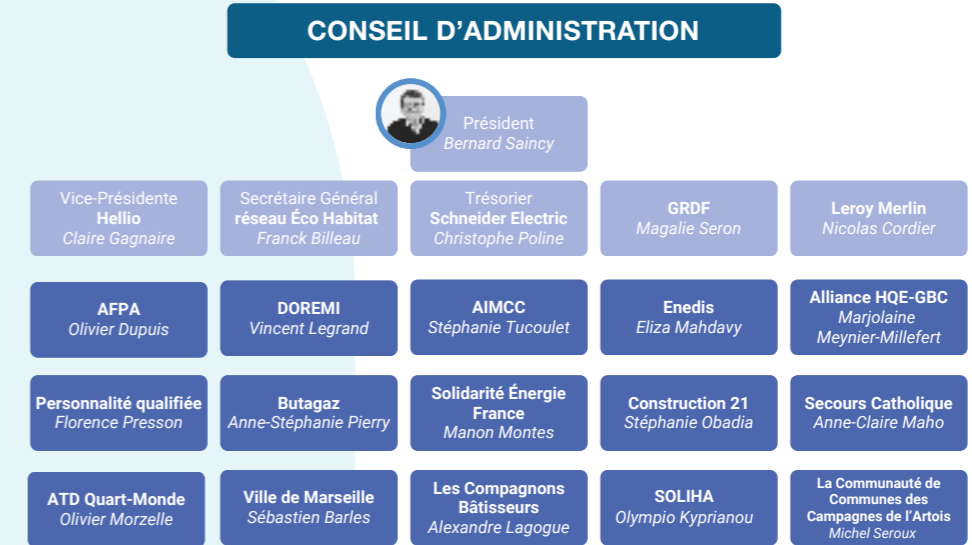 CONSEIL D’ADMINISTRATION
Président
Bernard Saincy
Vice-Présidente
Hellio
Claire Gagnaire
Secrétaire Général
réseau Éco Habitat
Franck Billeau
Trésorier
Schneider Electric
Christophe Poline
GRDF
Magalie Seron
Leroy Merlin
Nicolas Cordier
AFPA
Olivier Dupuis
DOREMI
Vincent Legrand
AIMCC
Stéphanie Tucoulet
Enedis
Eliza Mahdavy
Alliance HQE-GBC
Marjolaine
Meynier-Millefert
Personnalité qualifiée
Florence Presson
Butagaz
Anne-Stéphanie Pierry
Solidarité Énergie
France
Manon Montes
Construction 21
Stéphanie Obadia
Secours Catholique
Anne-Claire Maho
ATD Quart-Monde
Olivier Morzelle
Ville de Marseille
Sébastien Barles
Les Compagnons
Bâtisseurs
Alexandre Lagogue
SOLIHA
Olympio Kyprianou
La Communauté de
Communes des
Campagnes de l’Artois
Michel Seroux